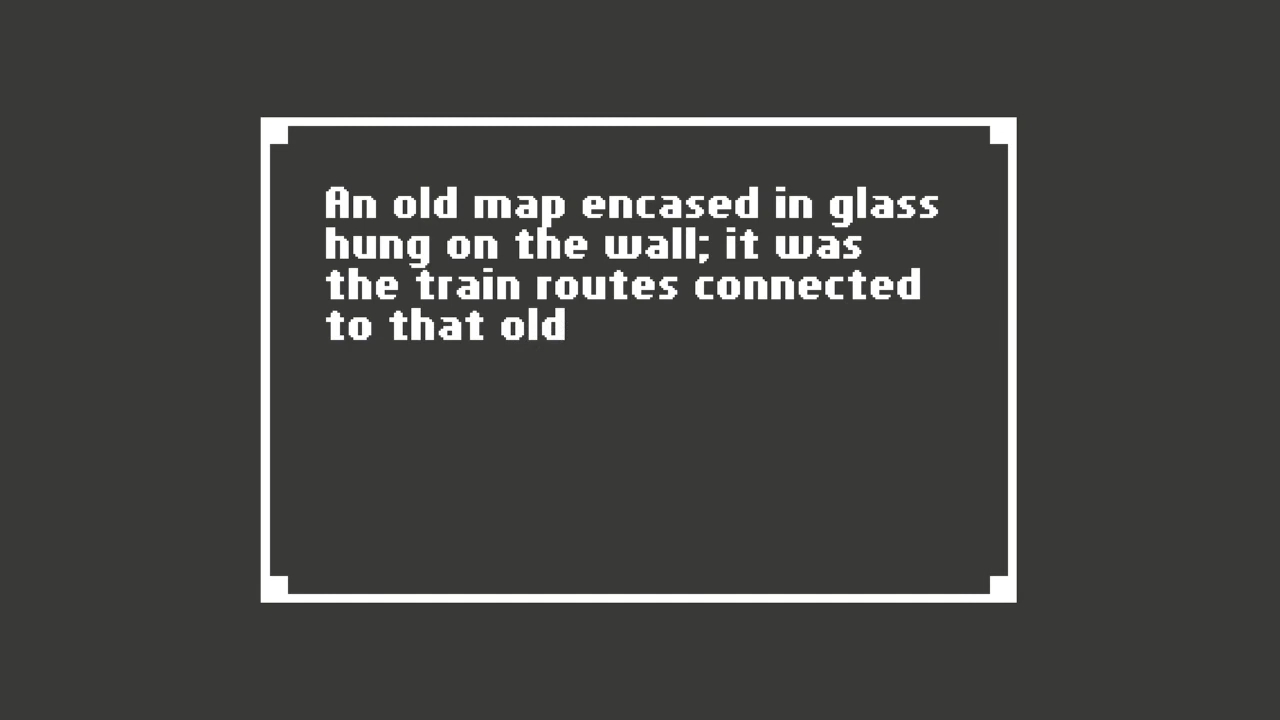 An old map encased in glass
hung on the wall; it was
the train routes connected
to that old